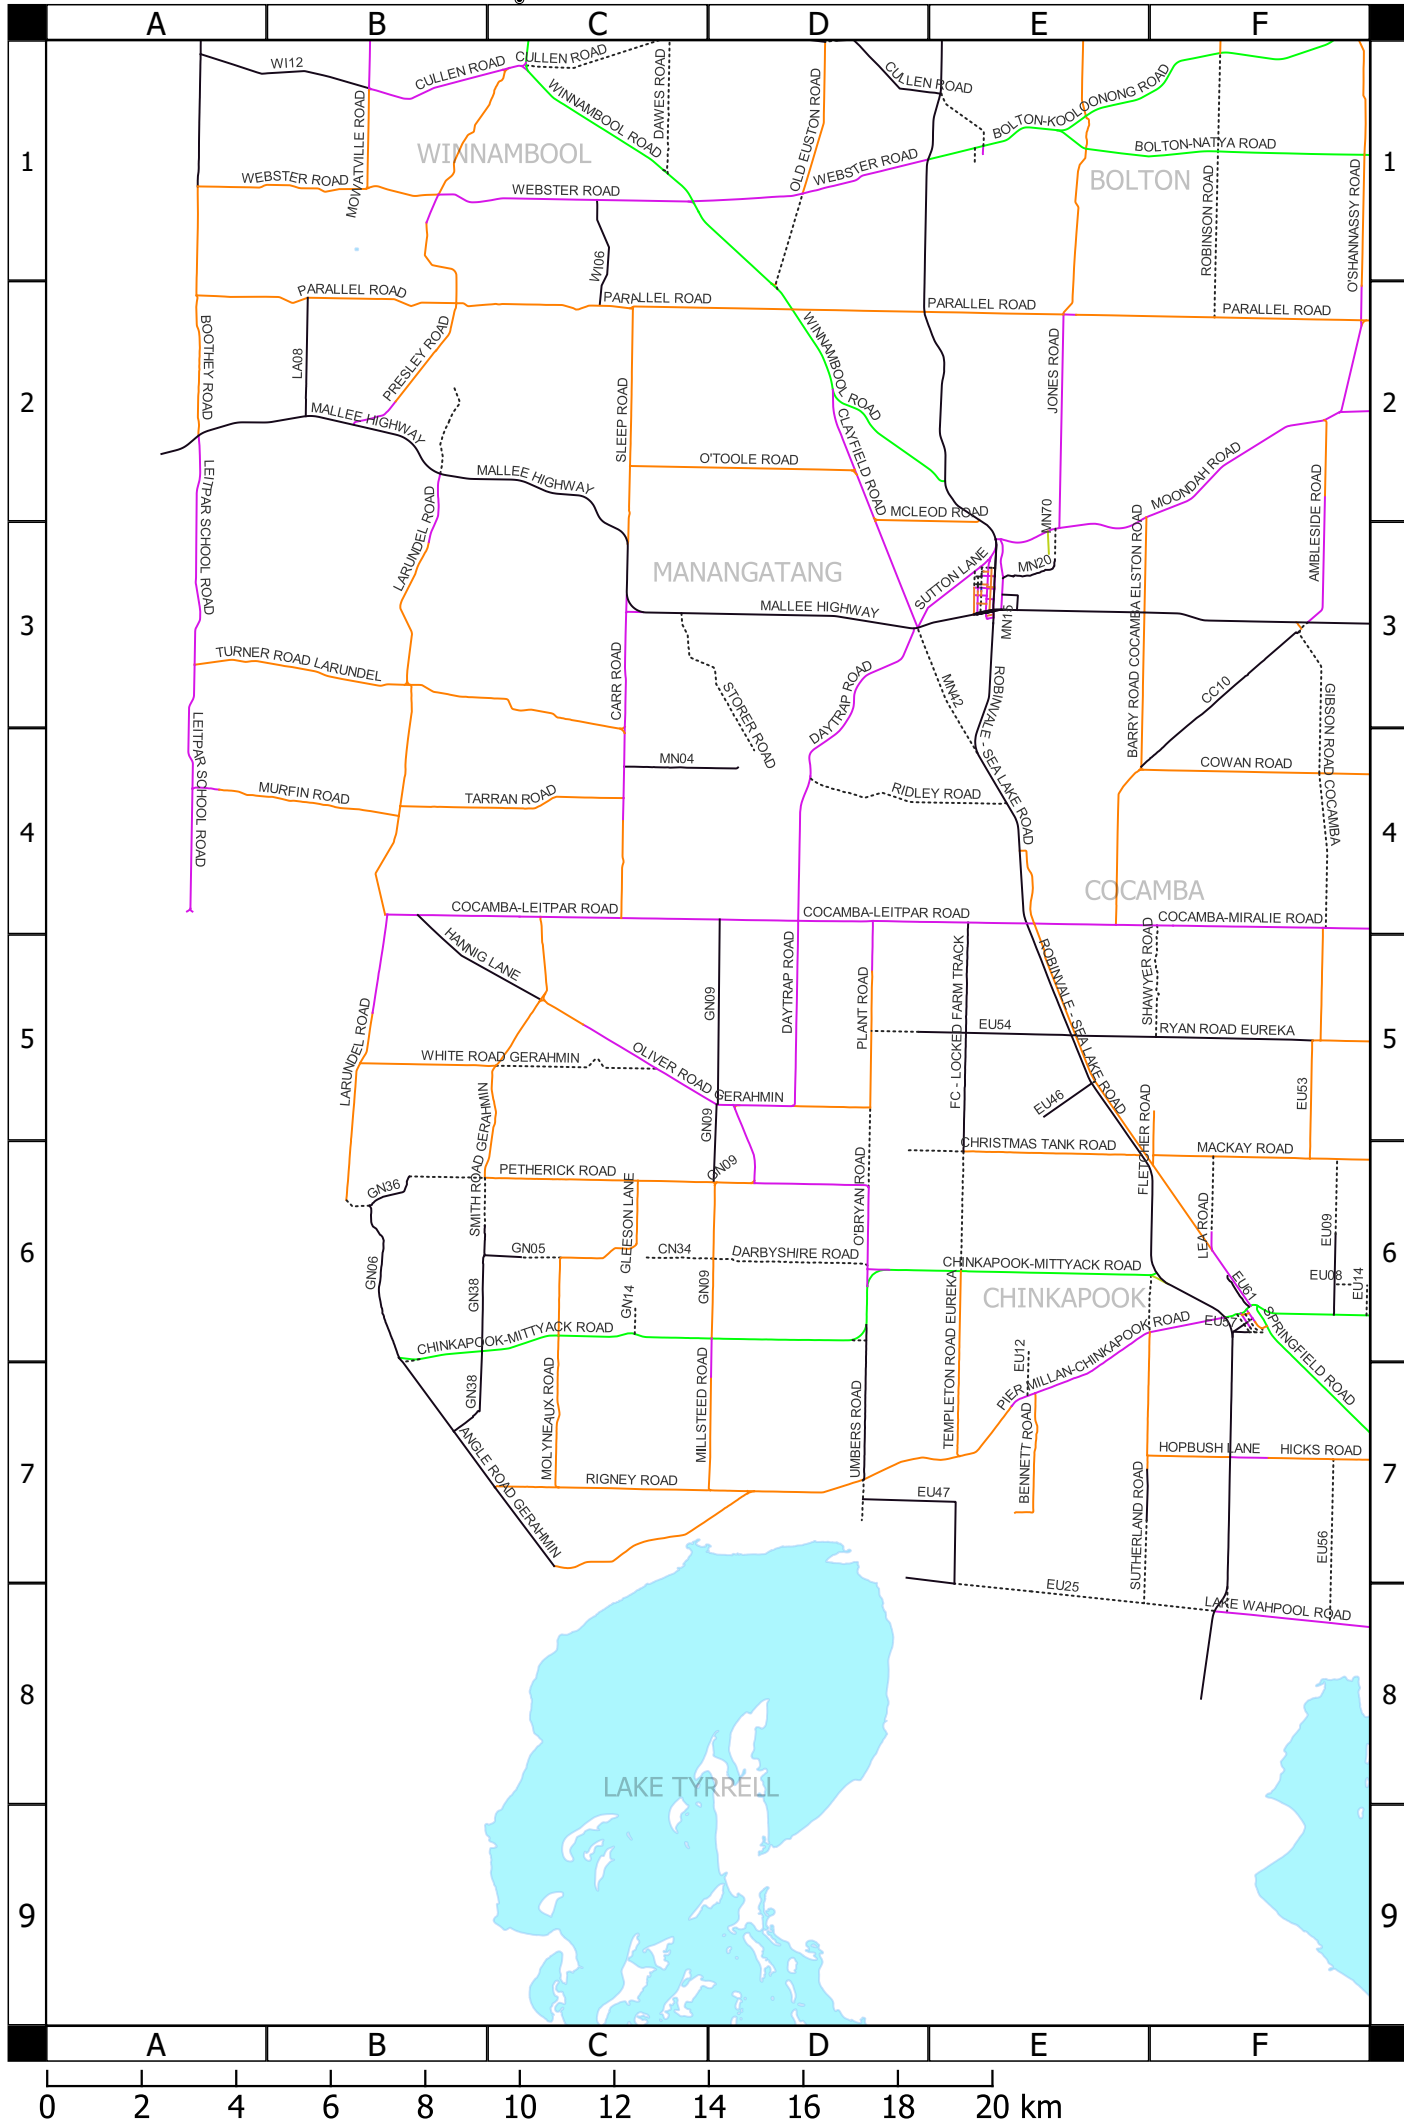 A B C D E F
CULLEN ROAD
WI12
CULLEN ROAD
DAWES ROAD
CULLEN ROAD
MOWATVILLE ROAD
WINNAMBOOL ROAD
OLD EUSTON ROAD
BOLTON-KOOLOONONG ROAD
WINNAMBOOL
1
BOLTON-NATYA ROAD
1
WEBSTER ROAD
WEBSTER ROAD
WEBSTER ROAD
BOLTON
ROBINSON ROAD
O'SHANNASSY ROAD
WI06
PARALLEL ROAD
PARALLEL ROAD
PARALLEL ROAD
PARALLEL ROAD
BOOTHEY ROAD
LA08
PRESLEY ROAD
WINNAMBOOL ROAD
JONES ROAD
2
MALLEE HIGHWAY
SLEEP ROAD
CLAYFIELD ROAD
2
O'TOOLE ROAD
MALLEE HIGHWAY
MOONDAH ROAD
LEITPAR SCHOOL ROAD
LARUNDEL ROAD
MCLEOD ROAD
MN70
AMBLESIDE ROAD
MANANGATANG
SUTTON LANE
MN20
BARRY ROAD COCAMBA ELSTON ROAD
MALLEE HIGHWAY
3
MN15
3
TURNER ROAD LARUNDEL
CARR ROAD
STORER ROAD
DAYTRAP ROAD
MN42
ROBINVALE - SEA LAKE ROAD
CC10
GIBSON ROAD COCAMBA
LEITPAR SCHOOL ROAD
MN04
COWAN ROAD
MURFIN ROAD
TARRAN ROAD
RIDLEY ROAD
4
4
COCAMBA
COCAMBA-LEITPAR ROAD
COCAMBA-LEITPAR ROAD
COCAMBA-MIRALIE ROAD
HANNIG LANE
GN09
DAYTRAP ROAD
PLANT ROAD
FC - LOCKED FARM TRACK
ROBINVALE - SEA LAKE ROAD
SHAWYER ROAD
EU54
RYAN ROAD EUREKA
5
5
LARUNDEL ROAD
WHITE ROAD GERAHMIN
OLIVER ROAD GERAHMIN
EU46
EU53
SMITH ROAD GERAHMIN
GN09
FLETCHER ROAD
CHRISTMAS TANK ROAD
MACKAY ROAD
PETHERICK ROAD
GN09
GN36
O'BRYAN ROAD
LEA ROAD
EU09
GLEESON LANE
6
GN05
CN34
DARBYSHIRE ROAD
6
GN06
CHINKAPOOK-MITTYACK ROAD
EU61
EU08
EU14
GN38
GN14
GN09
CHINKAPOOK
CHINKAPOOK-MITTYACK ROAD
EU57
SPRINGFIELD ROAD
EU12
PIER MILLAN-CHINKAPOOK ROAD
GN38
MOLYNEAUX ROAD
MILLSTEED ROAD
UMBERS ROAD
TEMPLETON ROAD EUREKA
BENNETT ROAD
HOPBUSH LANE
HICKS ROAD
7
ANGLE ROAD GERAHMIN
RIGNEY ROAD
7
EU47
SUTHERLAND ROAD
EU56
EU25
LAKE WAHPOOL ROAD
8
8
LAKE TYRRELL
9
9
A B C D E F
0 2 4 6 8 10 12 14 16 18 20 km